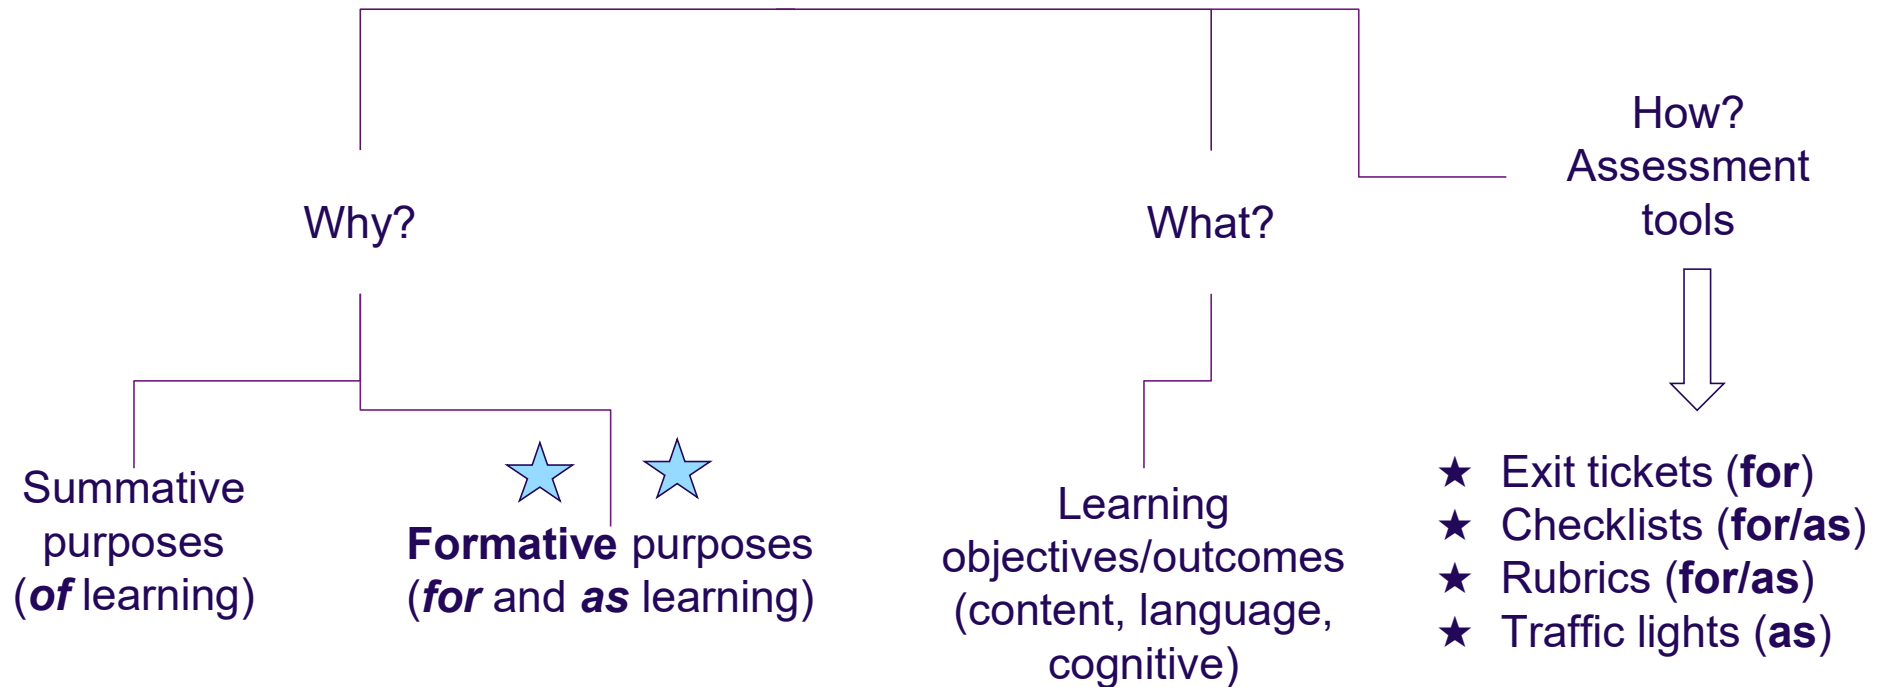 Why?
Summative
purposes
(of learning)
Formative purposes
(for and as learning)
What?
Learning
objectives/outcomes
(content, language,
cognitive)
How?
Assessment
tools
★ Exit tickets (for)
★ Checklists (for/as)
★ Rubrics (for/as)
★ Traffic lights (as)